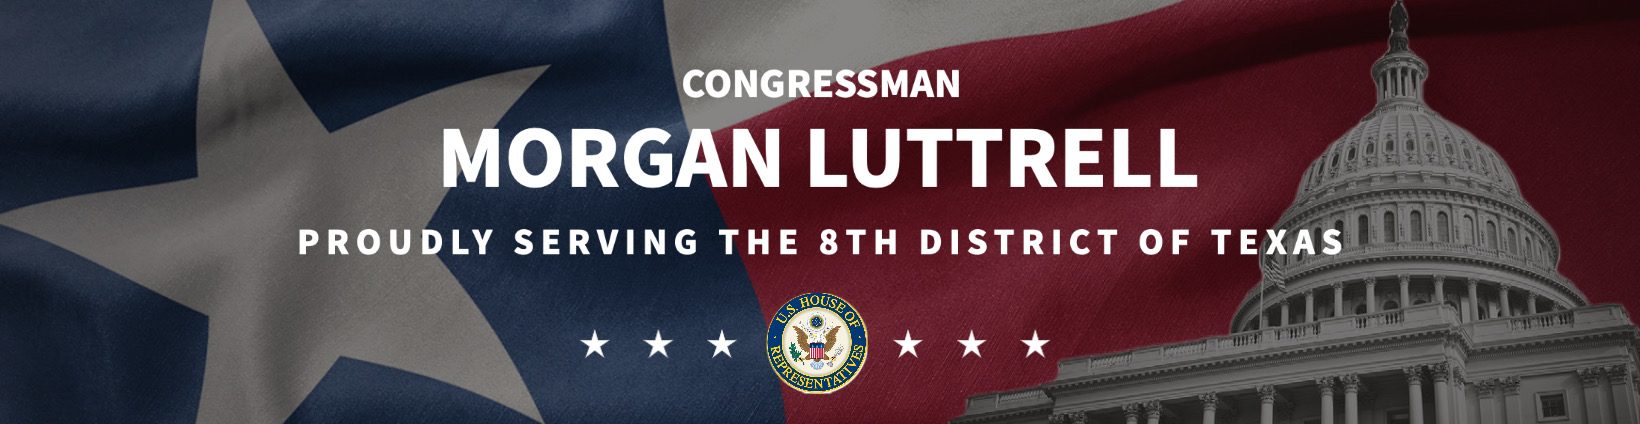 CONGRESSMAN
MORGAN LUTTRELL
PROUDLY SERVING THE 8TH DISTRICT OF TEXAS
U.S. HOUSE OF
REPRESENTATIVES